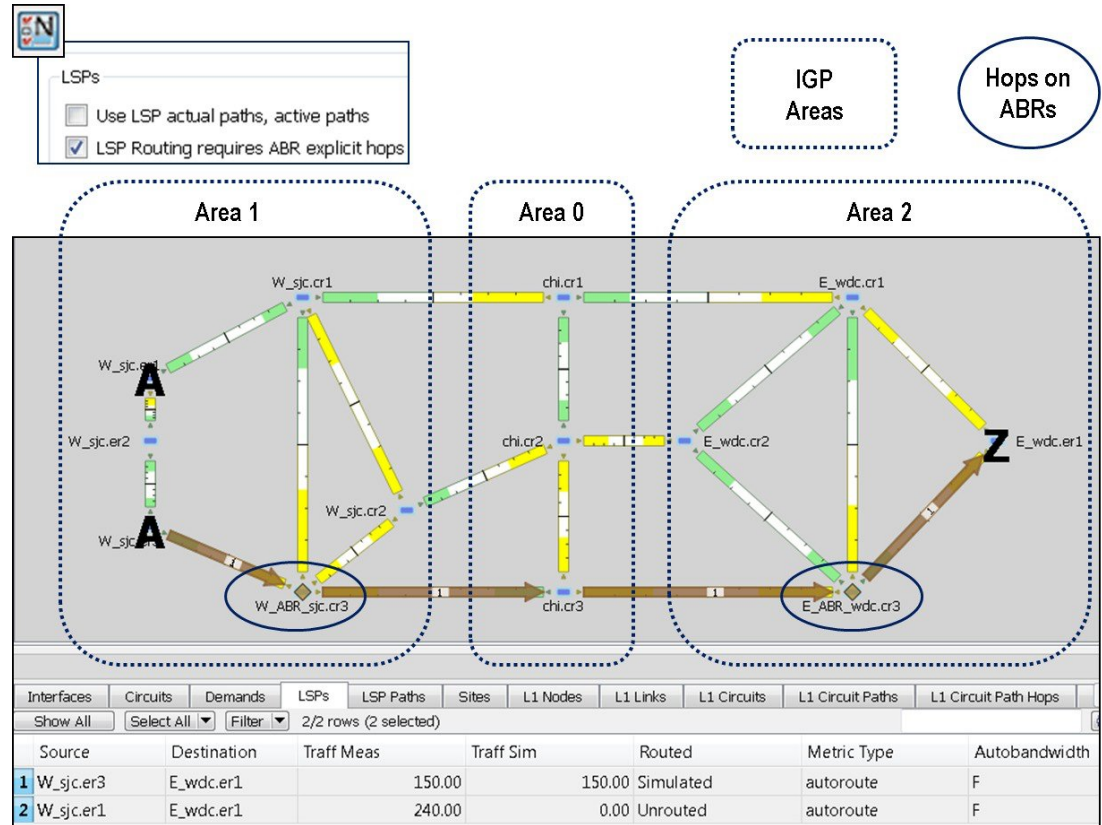 N
LSPs
Use LSP actual paths, active paths
LSP Routing requires ABR explicit hops
IGP
Areas
Hops on
ABRs
Area 1
Area 0
Area 2
W_sjc.cr1
chi.cr1
E_wdc.cr1
A
W_sjc.er2
chi.cr2
E_wdc.cr2
Z
E_wdc.er1
W_sjc.cr2
A
1
1
1
1
W_ABR_sjc.cr3
chi.cr3
E_ABR_wdc.cr3
Interfaces Circuits Demands LSPs LSP Paths Sites L1 Nodes L1 Links L1 Circuits L1 Circuit Paths L1 Circuit Path Hops
Show All Select All Filter 2/2 rows (2 selected)
Source Destination Traff Meas Traff Sim Routed Metric Type Autobandwidth
1 W_sjc.er3 E_wdc.er1 150.00 150.00 Simulated autoroute F
2 W_sjc.er1 E_wdc.er1 240.00 0.00 Unrouted autoroute F